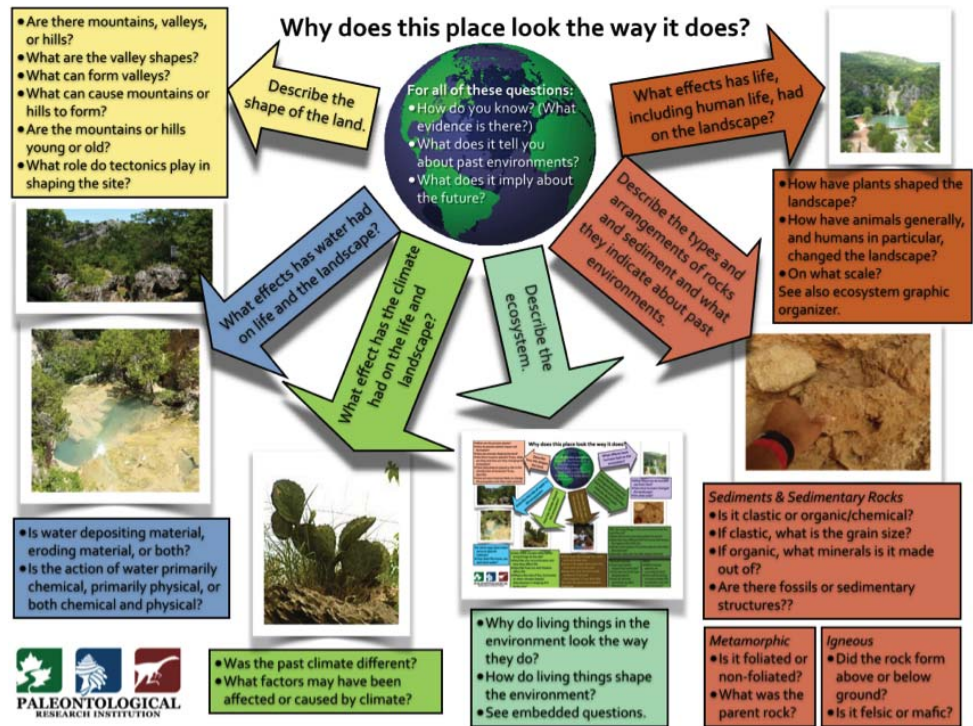 Why does this place look the way it does?
• Are there mountains, valleys,
or hills?
• What are the valley shapes?
• What can form valleys?
• What can cause mountains or
hills to form?
• Are the mountains or hills
young or old?
• What role do tectonics play in
shaping the site?
Describe the
shape of the land.
For all of these questions:
• How do you know? (What
evidence is there?)
• What does it tell you
about past environments?
• What does it imply about
the future?
What effects has life,
including human life, had
on the landscape?
• How have plants shaped the
landscape?
• How have animals generally,
and humans in particular,
changed the landscape?
• On what scale?
See also ecosystem graphic
organizer.
What effects has water had
on life and the landscape?
• Is water depositing material,
eroding material, or both?
• Is the action of water primarily
chemical, primarily physical, or
both chemical and physical?
What effect has the climate
had on the life and
landscape?
• Was the past climate different?
• What factors may have been
affected or caused by climate?
Describe the
ecosystem.
Why does this place look the way it does?
• Why do living things in the
environment look the way
they do?
• How do living things shape
the environment?
• See embedded questions.
Describe the types and
arrangements of rocks
and sediment and what
they indicate about past
environments.
Sediments & Sedimentary Rocks
• Is it clastic or organic/chemical?
• If clastic, what is the grain size?
• If organic, what minerals is it made
out of?
• Are there fossils or sedimentary
structures??
Metamorphic
• Is it foliated or
non-foliated?
• What was the
parent rock?
Igneous
• Did the rock form
above or below
ground?
• Is it felsic or mafic?
PALEONTOLOGICAL
RESEARCH INSTITUTION